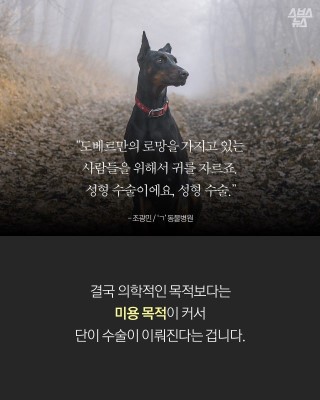 스브스
뉴스
“도베르만의 로망을 가지고 있는
사람들을 위해서 귀를 자르죠.
성형 수술이에요, 성형 수술.”
- 조광민 / ‘ㄱ’ 동물병원
결국 의학적인 목적보다는
미용 목적이 커서
단이 수술이 이뤄진다는 겁니다.